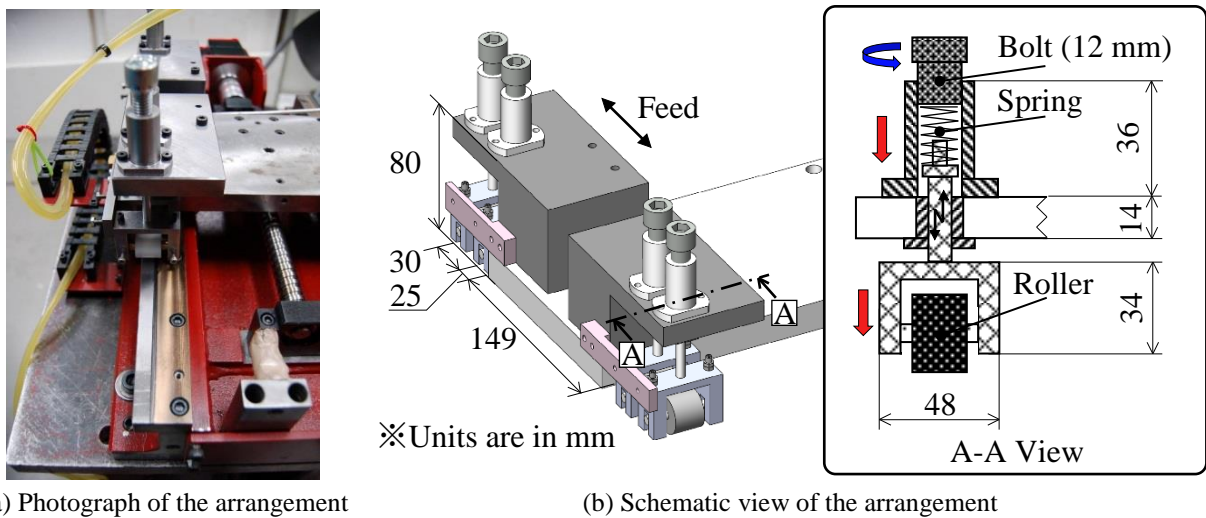 Bolt (12 mm)
Spring
Feed
80
36
14
30
25
Roller
34
149
A
A
48
※Units are in mm
A-A View
) Photograph of the arrangement
(b) Schematic view of the arrangement